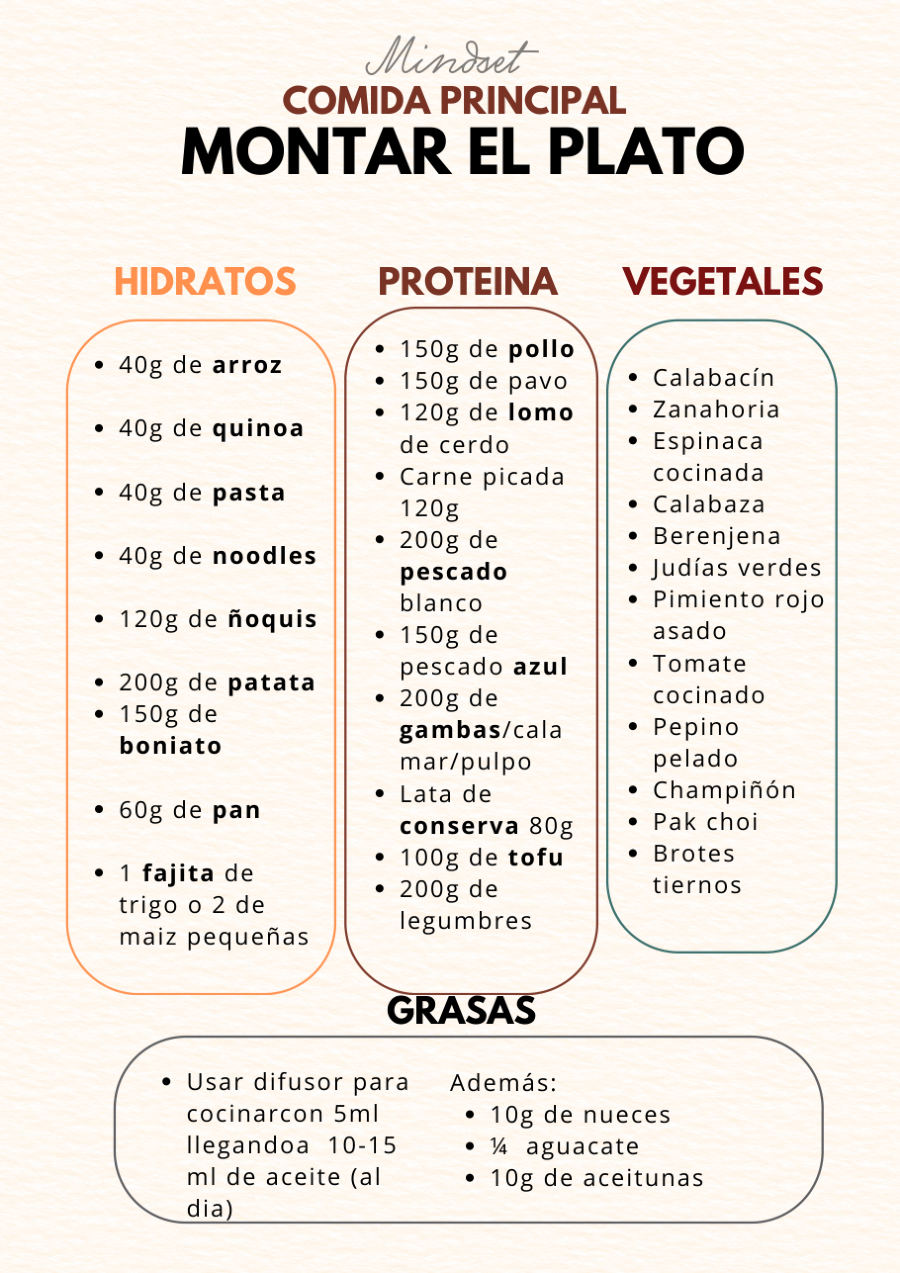 Mindset
COMIDA PRINCIPAL
MONTAR EL PLATO
HIDRATOS
40g de arroz
40g de quinoa
40g de pasta
40g de noodles
120g de ñoquis
200g de patata
150g de
boniato
60g de pan
1 fajita de
trigo o 2 de
maiz pequeñas
PROTEINA
150g de pollo
150g de pavo
120g de lomo
de cerdo
Carne picada
120g
200g de
pescado
blanco
150g de
pescado azul
200g de
gambas/cala
mar/pulpo
Lata de
conserva 80g
100g de tofu
200g de
legumbres
VEGETALES
Calabacín
Zanahoria
Espinaca
cocinada
Calabaza
Berenjena
Judías verdes
Pimiento rojo
asado
Tomate
cocinado
Pepino
pelado
Champiñón
Pak choi
Brotes
tiernos
GRASAS
Usar difusor para
cocinarcon 5ml
llegandoa 10-15
ml de aceite (al
dia)
Además:
10g de nueces
¼ aguacate
10g de aceitunas